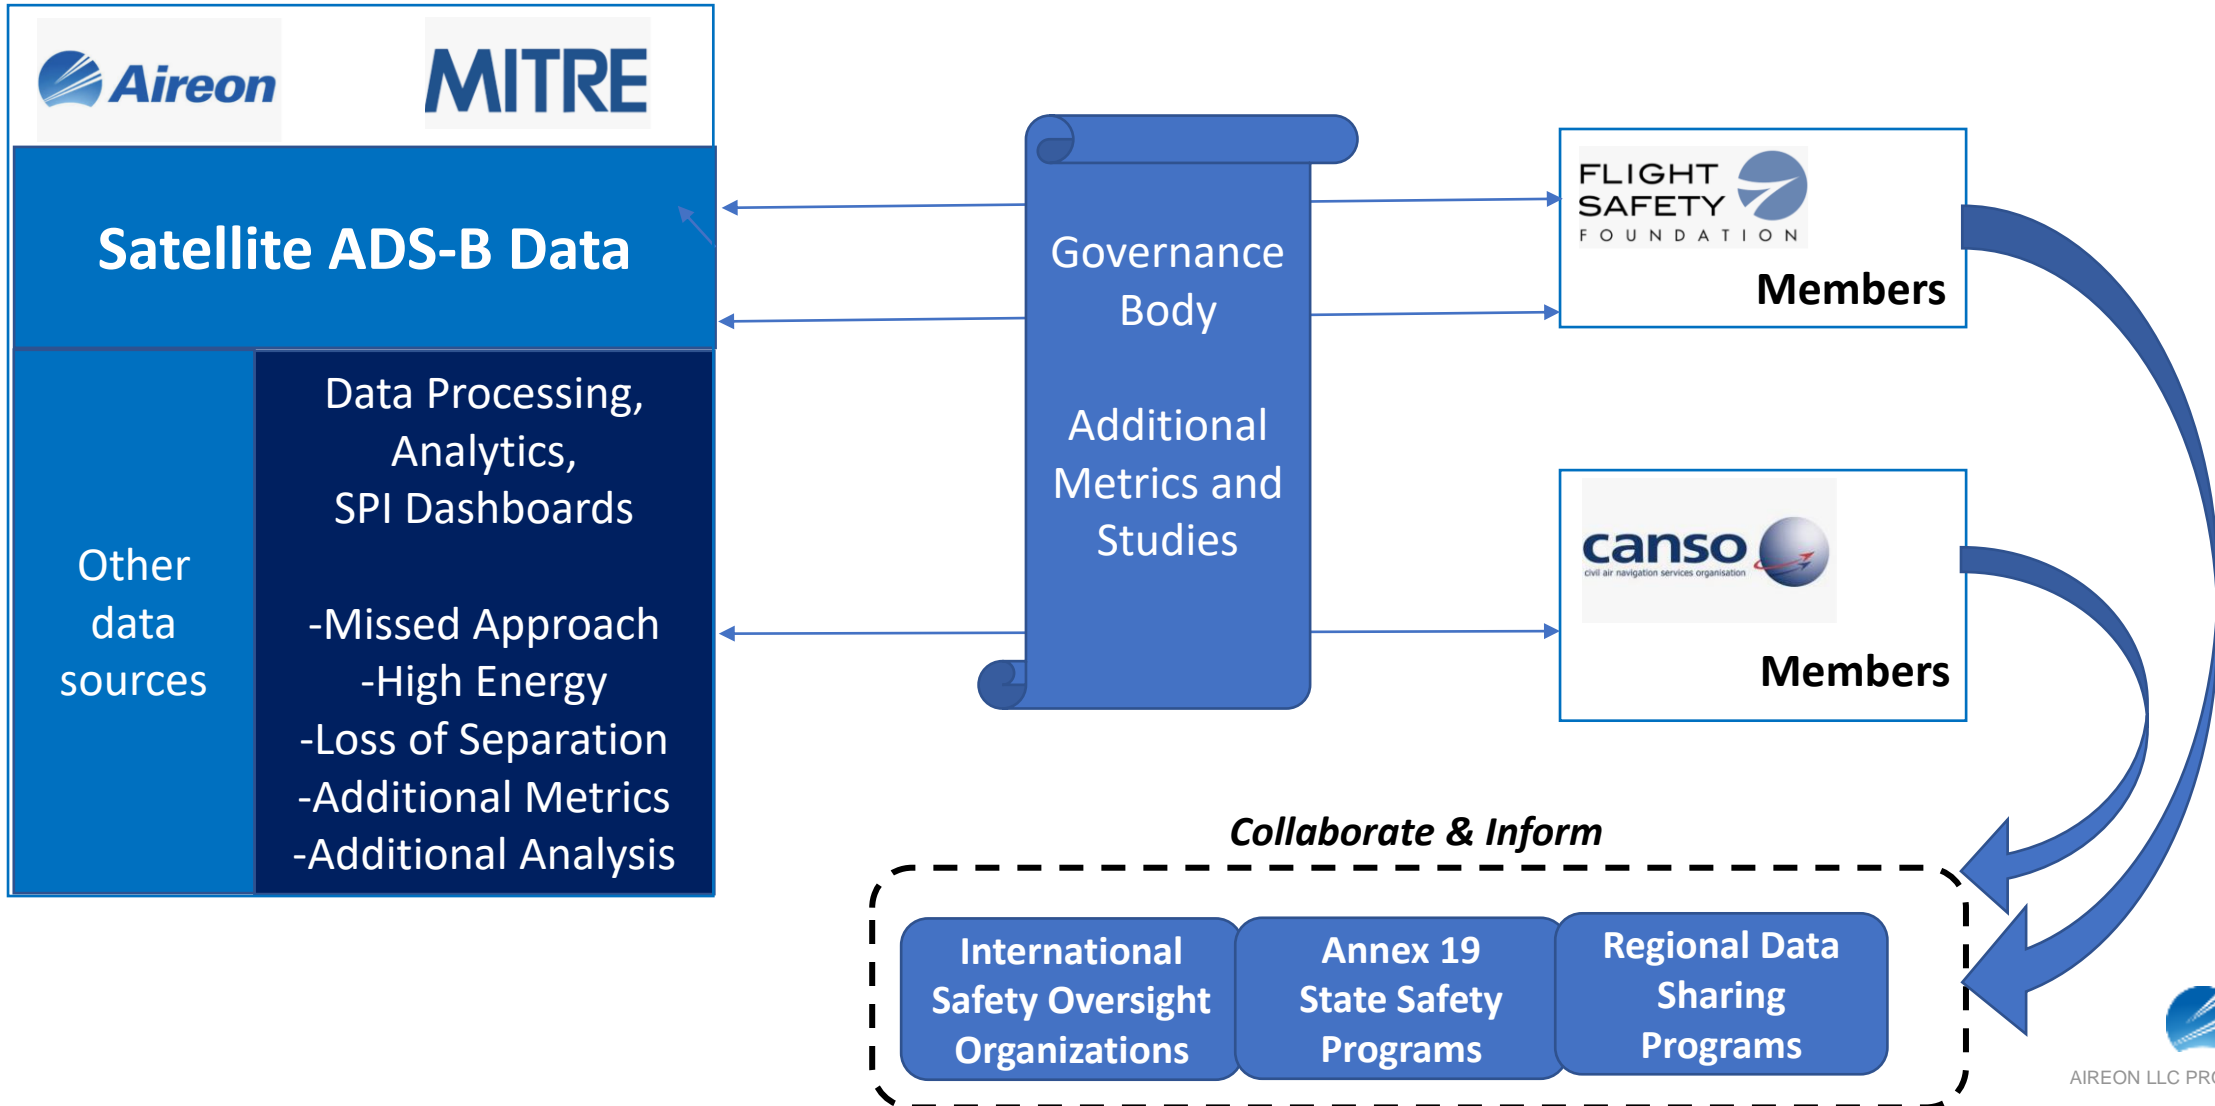 Aireon
MITRE
Satellite ADS-B Data
Other
data
sources
Data Processing,
Analytics,
SPI Dashboards
-Missed Approach
-High Energy
-Loss of Separation
-Additional Metrics
-Additional Analysis
Governance
Body
Additional
Metrics and
Studies
FLIGHT
SAFETY
FOUNDATION
Members
canso
civil air navigation services organisation
Members
Collaborate & Inform
International
Safety Oversight
Organizations
Annex 19
State Safety
Programs
Regional Data
Sharing
Programs
AIREON LLC PRO